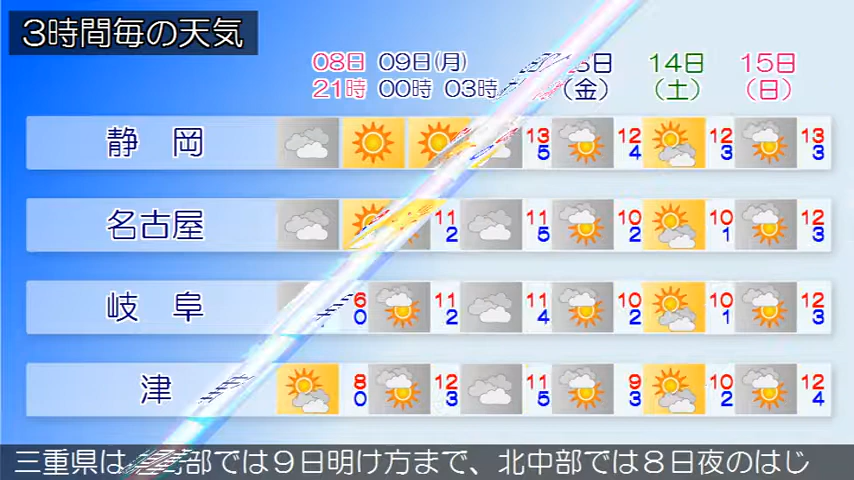 3時間毎の天気
08日 09日(月) 日 14日 15日
21時 00時 03時 (金) (土) (日)
静岡 13 5 12 4 12 3 13 3
名古屋 11 2 11 5 10 2 10 1 12 3
岐阜 6 0 11 2 11 4 10 2 10 1 12 3
津 8 0 12 3 11 5 9 3 10 2 12 4
三重県は 部では9日明け方まで、北中部では8日夜のはじ